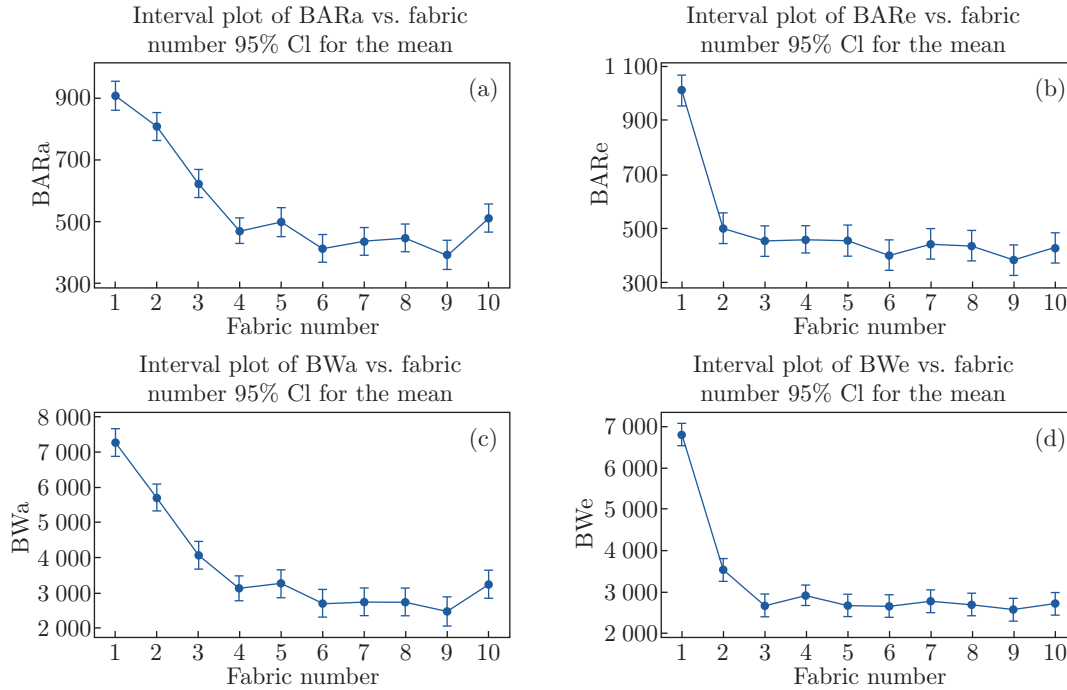 Interval plot of BARa vs. fabric
number 95% Cl for the mean
(a)
BARa
900
700
500
300
1 2 3 4 5 6 7 8 9 10
Fabric number
Interval plot of BARe vs. fabric
number 95% Cl for the mean
(b)
BARe
1 100
900
700
500
300
1 2 3 4 5 6 7 8 9 10
Fabric number
Interval plot of BWa vs. fabric
number 95% Cl for the mean
(c)
BWa
8 000
7 000
6 000
5 000
4 000
3 000
2 000
1 2 3 4 5 6 7 8 9 10
Fabric number
Interval plot of BWe vs. fabric
number 95% Cl for the mean
(d)
BWe
7 000
6 000
5 000
4 000
3 000
2 000
1 2 3 4 5 6 7 8 9 10
Fabric number